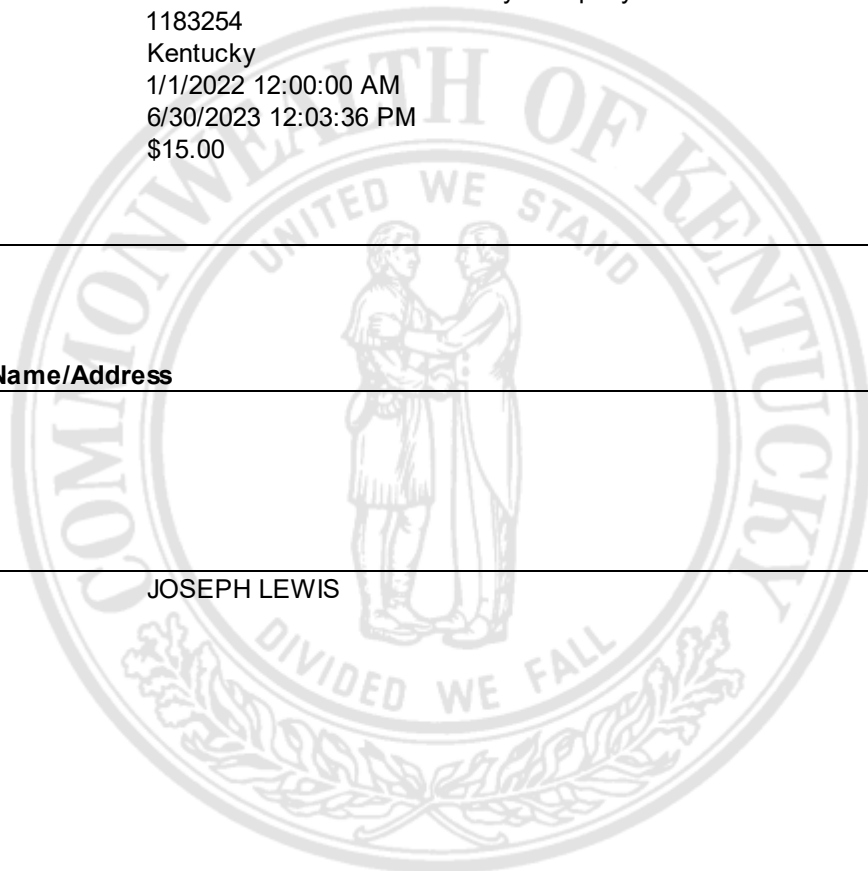 1183254
Kentucky
1/1/2022 12:00:00 AM
6/30/2023 12:03:36 PM
$15.00
COMMONWEALTH OF KENTUCKY
UNITED WE STAND
Name/Address
JOSEPH LEWIS
DIVIDED WE FALL